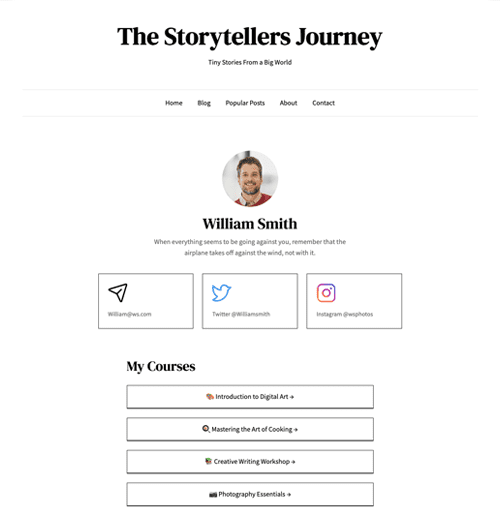 The Storytellers Journey
Tiny Stories From a Big World
Home Blog Popular Posts About Contact
William Smith
When everything seems to be going against you, remember that the
airplane takes off against the wind, not with it.
William@ws.com Twitter @Williamsmith Instagram @wsphotos
My Courses
🎨 Introduction to Digital Art →
🍳 Mastering the Art of Cooking →
📚 Creative Writing Workshop →
📷 Photography Essentials →